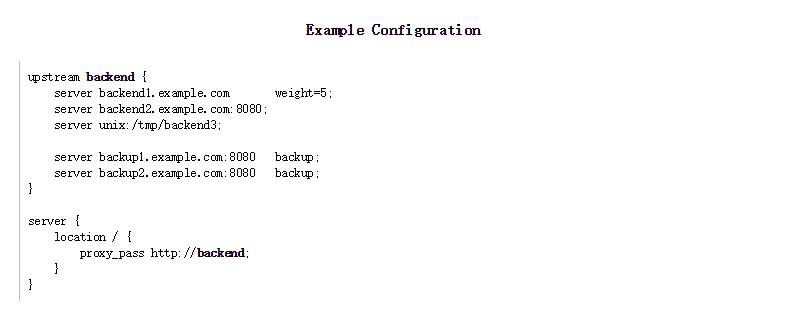 Example Configuration
upstream backend {
    server backend1.example.com       weight=5;
    server backend2.example.com:8080;
    server unix:/tmp/backend3;

    server backup1.example.com:8080   backup;
    server backup2.example.com:8080   backup;
}

server {
    location / {
        proxy_pass http://backend;
    }
}